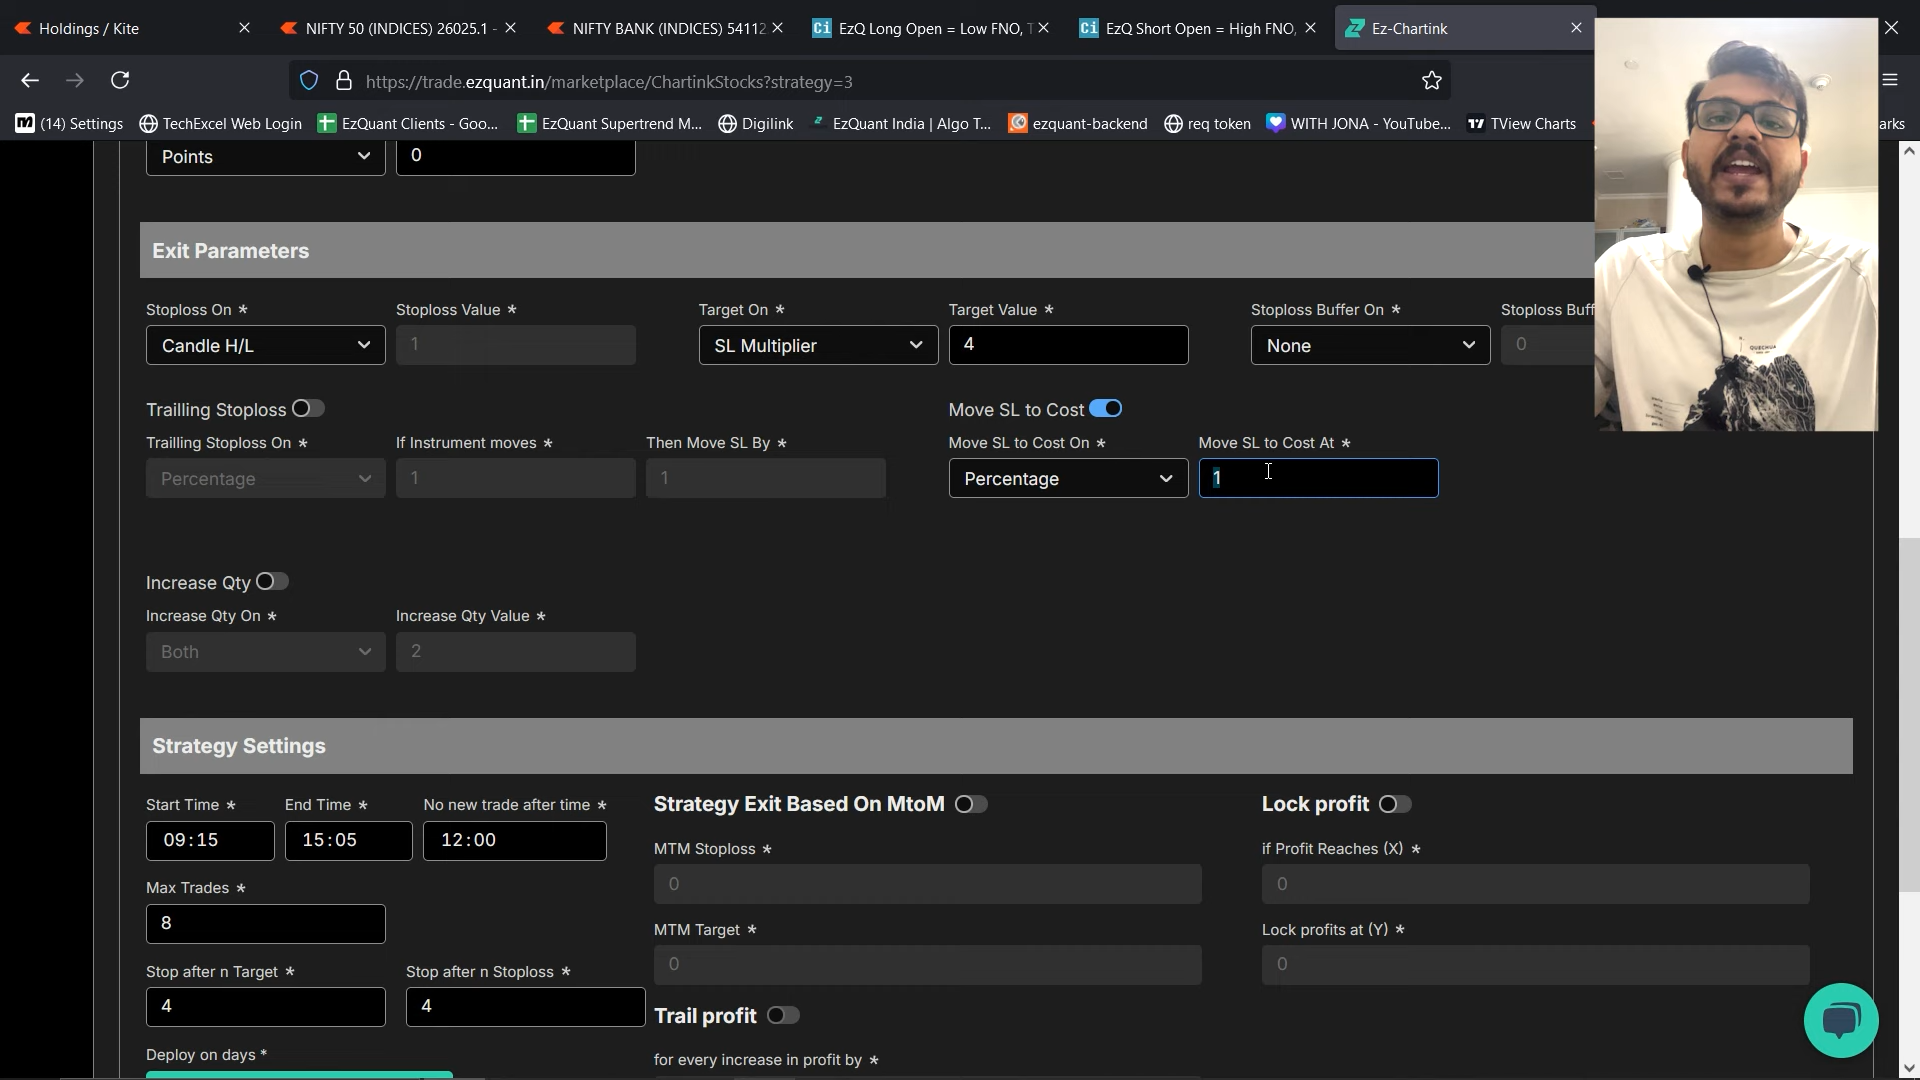 Holdings / Kite
NIFTY 50 (INDICES) 26025.1 -
NIFTY BANK (INDICES) 54112
Ci EzQ Long Open = Low FNO, T
Ci EzQ Short Open = High FNO,
Ez-Chartink
https://trade.ezquant.in/marketplace/ChartinkStocks?strategy=3
(14) Settings
TechExcel Web Login
EzQuant Clients - Goo...
EzQuant Supertrend M...
Digilink
EzQuant India | Algo T...
ezquant-backend
req token
WITH JONA - YouTube...
TView Charts
arks
Points
0
Exit Parameters
Stoploss On *
Stoploss Value *
Target On *
Target Value *
Stoploss Buffer On *
Stoploss Buff
Candle H/L
1
SL Multiplier
4
None
0
Trailling Stoploss
Move SL to Cost
Trailling Stoploss On *
If Instrument moves *
Then Move SL By *
Move SL to Cost On *
Move SL to Cost At *
Percentage
1
1
Percentage
1
Increase Qty
Increase Qty On *
Increase Qty Value *
Both
2
Strategy Settings
Start Time *
End Time *
No new trade after time *
Strategy Exit Based On MtoM
Lock profit
09:15
15:05
12:00
MTM Stoploss *
if Profit Reaches (X) *
0
0
Max Trades *
8
MTM Target *
Lock profits at (Y) *
0
0
Stop after n Target *
Stop after n Stoploss *
4
4
Trail profit
Deploy on days *
for every increase in profit by *
QUECHUA